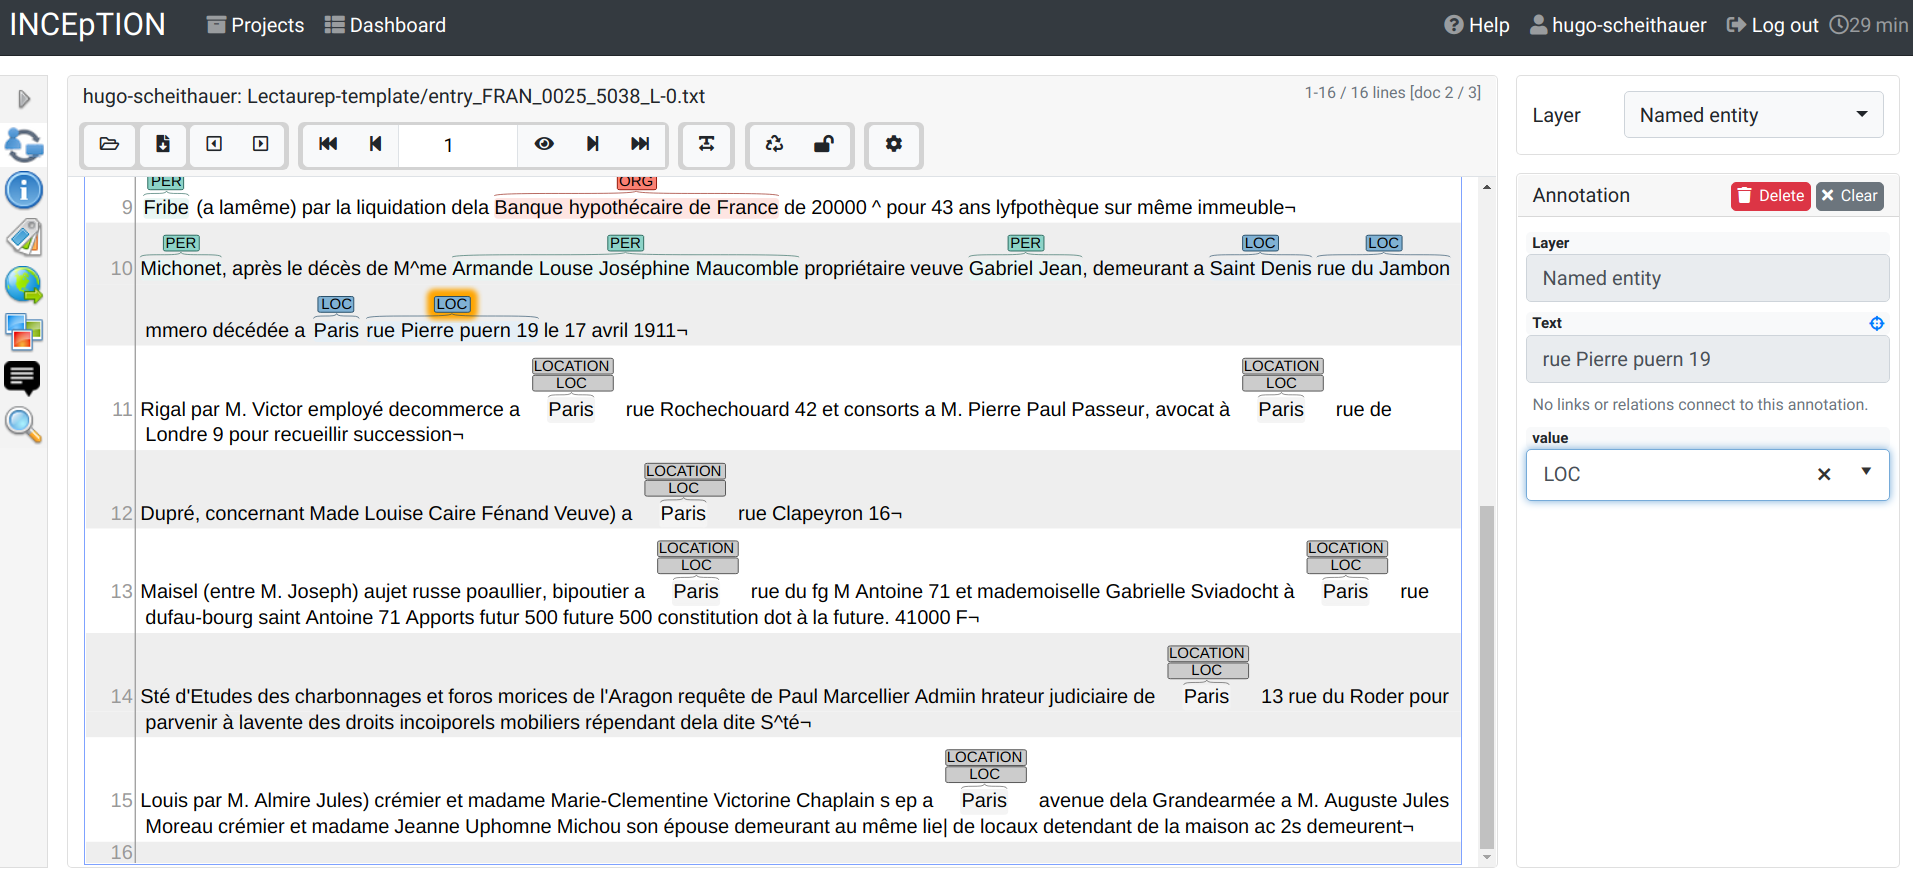 INCEpTION Projects Dashboard Help hugo-scheithauer Log out 29 min
hugo-scheithauer: Lectaurep-template/entry_FRAN_0025_5038_L-0.txt
1-16 / 16 lines [doc 2 / 3]
1
PER ORG
9 Fribe (a lamême) par la liquidation dela Banque hypothécaire de France de 20000 ^ pour 43 ans lyfpothèque sur même immeuble¬
PER PER PER LOC LOC
10 Michonet, après le décès de M^me Armande Louse Joséphine Maucomble propriétaire veuve Gabriel Jean, demeurant a Saint Denis rue du Jambon
LOC LOC
mmero décédée a Paris rue Pierre puern 19 le 17 avril 1911¬
LOCATION LOCATION
LOC LOC
11 Rigal par M. Victor employé decommerce a Paris rue Rochechouard 42 et consorts a M. Pierre Paul Passeur, avocat à Paris rue de
Londre 9 pour recueillir succession¬
LOCATION
LOC
12 Dupré, concernant Made Louise Caire Fénand Veuve) a Paris rue Clapeyron 16¬
LOCATION LOCATION
LOC LOC
13 Maisel (entre M. Joseph) aujet russe poaullier, bipoutier a Paris rue du fg M Antoine 71 et mademoiselle Gabrielle Sviadocht à Paris rue
dufau-bourg saint Antoine 71 Apports futur 500 future 500 constitution dot à la future. 41000 F¬
LOCATION
LOC
14 Sté d'Etudes des charbonnages et foros morices de l'Aragon requête de Paul Marcellier Admiin hrateur judiciaire de Paris 13 rue du Roder pour
parvenir à lavente des droits incoiporels mobiliers répendant dela dite S^té¬
LOCATION
LOC
15 Louis par M. Almire Jules) crémier et madame Marie-Clementine Victorine Chaplain s ep a Paris avenue dela Grandearmée a M. Auguste Jules
Moreau crémier et madame Jeanne Uphomne Michou son épouse demeurant au même lie| de locaux detendant de la maison ac 2s demeurent¬
16
Layer Named entity
Annotation Delete Clear
Layer
Named entity
Text
rue Pierre puern 19
No links or relations connect to this annotation.
value
LOC